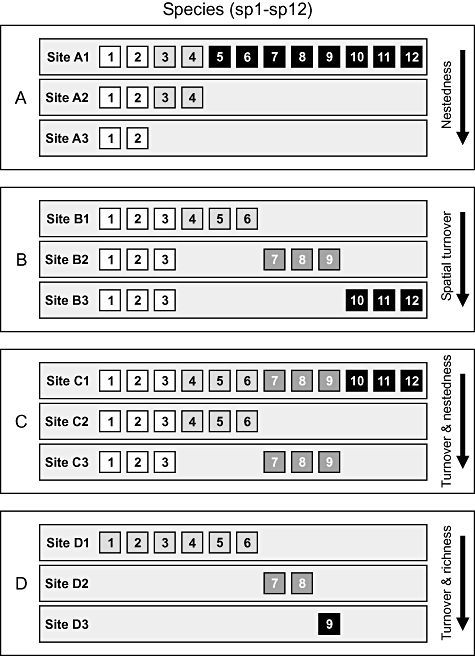 Species (sp1-sp12)
A
Site A1 1 2 3 4 5 6 7 8 9 10 11 12
Site A2 1 2 3 4
Site A3 1 2
Nestedness
B
Site B1 1 2 3 4 5 6
Site B2 1 2 3 7 8 9
Site B3 1 2 3 10 11 12
Spatial turnover
C
Site C1 1 2 3 4 5 6 7 8 9 10 11 12
Site C2 1 2 3 4 5 6
Site C3 1 2 3 7 8 9
Turnover & nestedness
D
Site D1 1 2 3 4 5 6
Site D2 7 8
Site D3 9
Turnover & richness